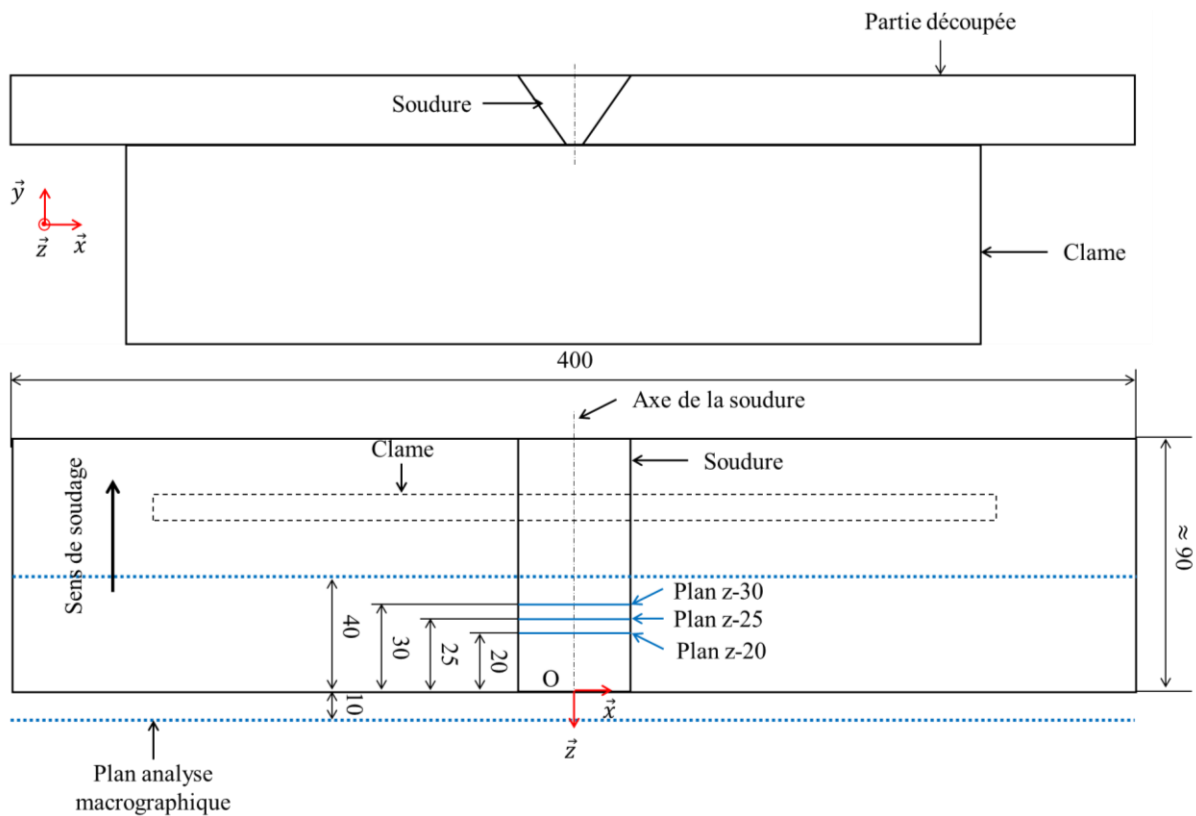 Partie découpée
Soudure
y
z
x
Clame
400
Axe de la soudure
Clame
Soudure
Sens de soudage
≈ 90
Plan z-30
Plan z-25
Plan z-20
40
30
25
20
10
O
x
z
Plan analyse
macrographique